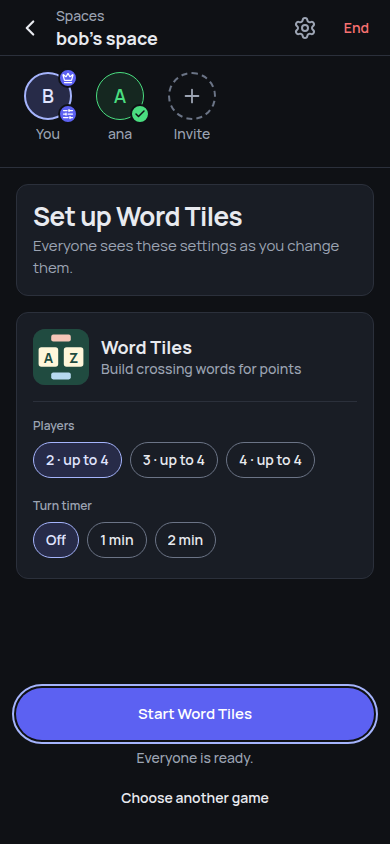 Spaces
bob's space
End
B
A
You
ana
Invite
Set up Word Tiles
Everyone sees these settings as you change
them.
A Z
Word Tiles
Build crossing words for points
Players
2 · up to 4
3 · up to 4
4 · up to 4
Turn timer
Off
1 min
2 min
Start Word Tiles
Everyone is ready.
Choose another game